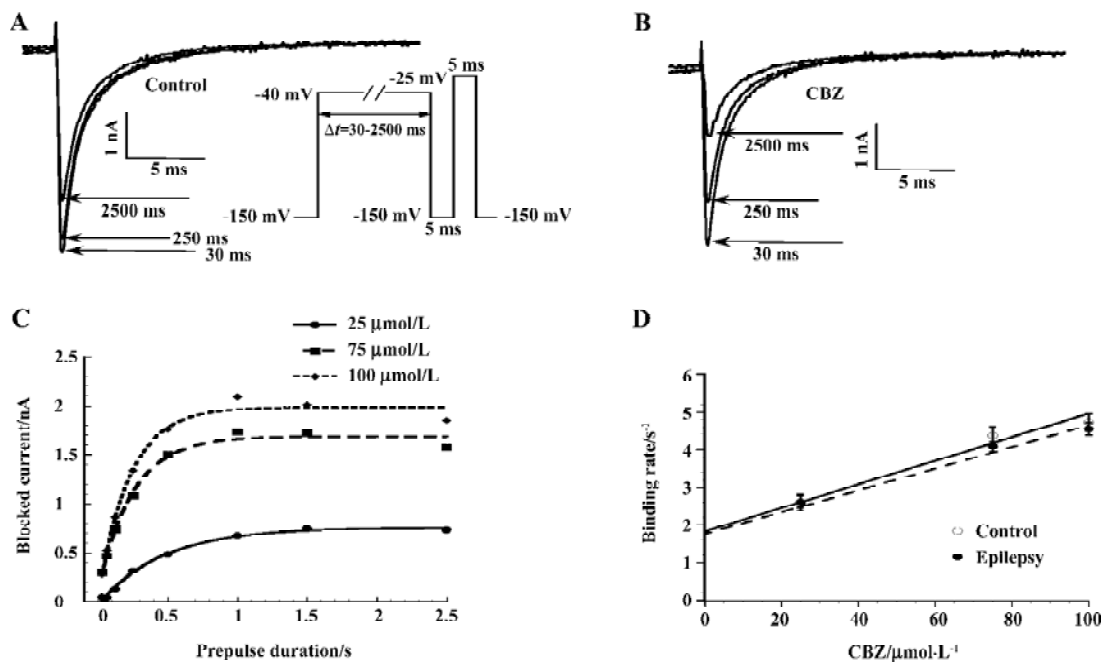 A
Control
1 nA
5 ms
2500 ms
250 ms
30 ms
-40 mV
-25 mV
5 ms
Δt=30-2500 ms
-150 mV
-150 mV
-150 mV
5 ms
B
CBZ
2500 ms
1 nA
5 ms
250 ms
30 ms
C
25 μmol/L
75 μmol/L
100 μmol/L
2.5
2
1.5
1
0.5
0
Blocked current/nA
0 0.5 1.0 1.5 2 2.5
Prepulse duration/s
D
6
5
4
3
2
1
0
Binding rate/s⁻¹
Control
Epilepsy
0 20 40 60 80 100
CBZ/μmol·L⁻¹